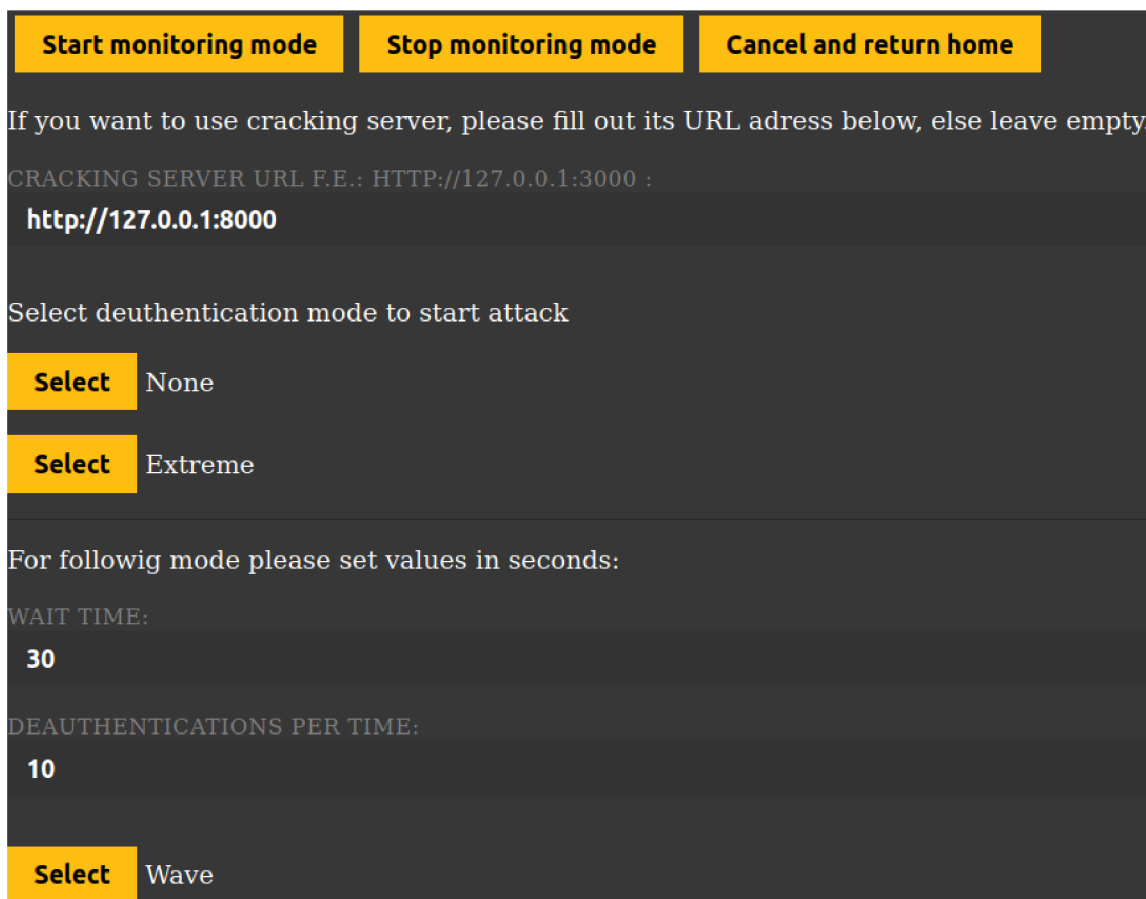 Start monitoring mode Stop monitoring mode Cancel and return home
If you want to use cracking server, please fill out its URL adress below, else leave empty.
CRACKING SERVER URL F.E.: HTTP://127.0.0.1:3000 :
http://127.0.0.1:8000
Select deuthentication mode to start attack
Select None
Select Extreme
For followig mode please set values in seconds:
WAIT TIME:
30
DEAUTHENTICATIONS PER TIME:
10
Select Wave